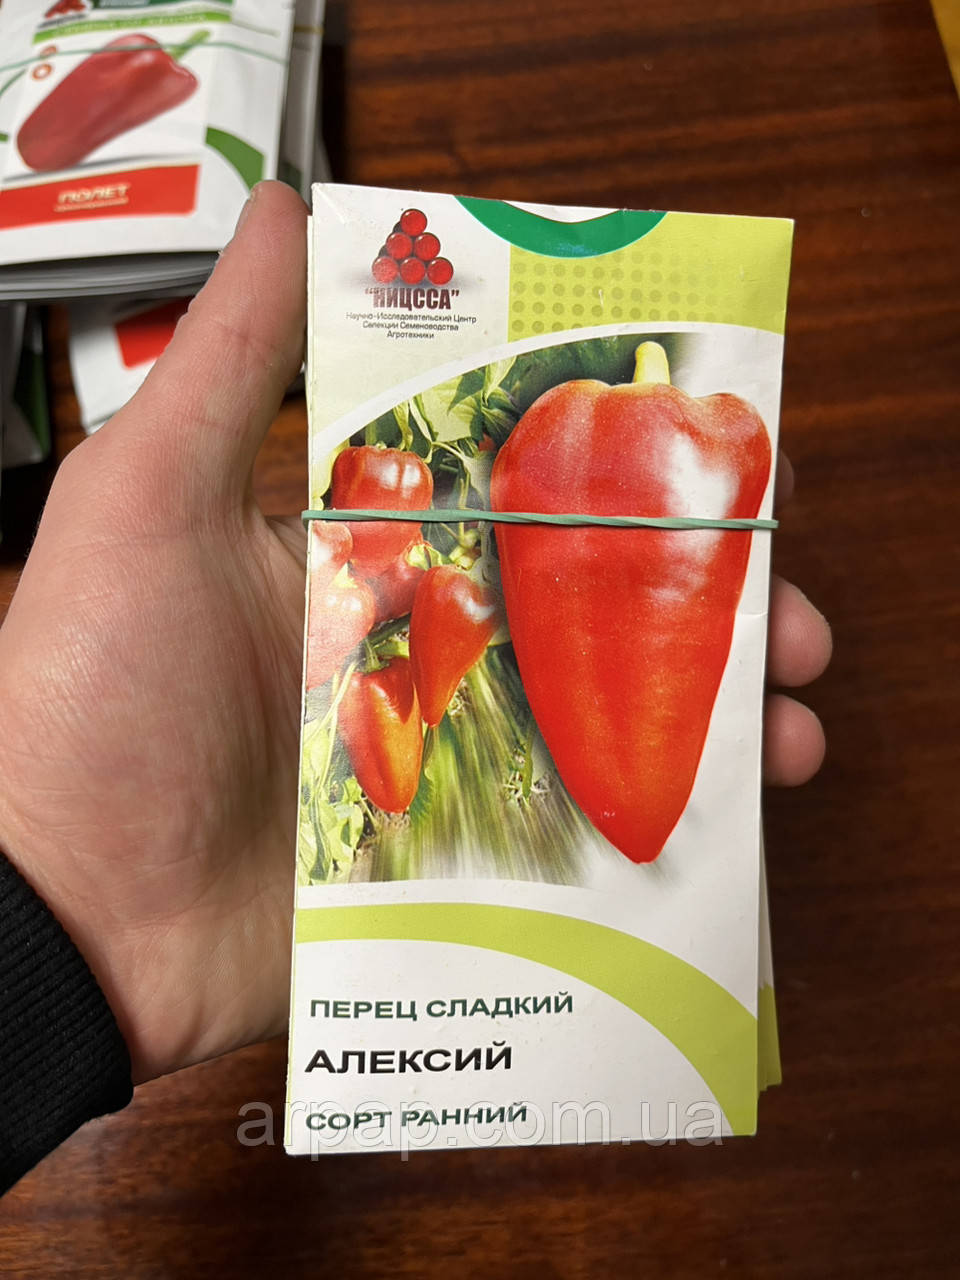 ПОЛЕТ
"НИЦССА"
Научно-Исследовательский Центр
Селекции Семеноводства
Агротехники
ПЕРЕЦ СЛАДКИЙ
АЛЕКСИЙ
СОРТ РАННИЙ
arpap.com.ua